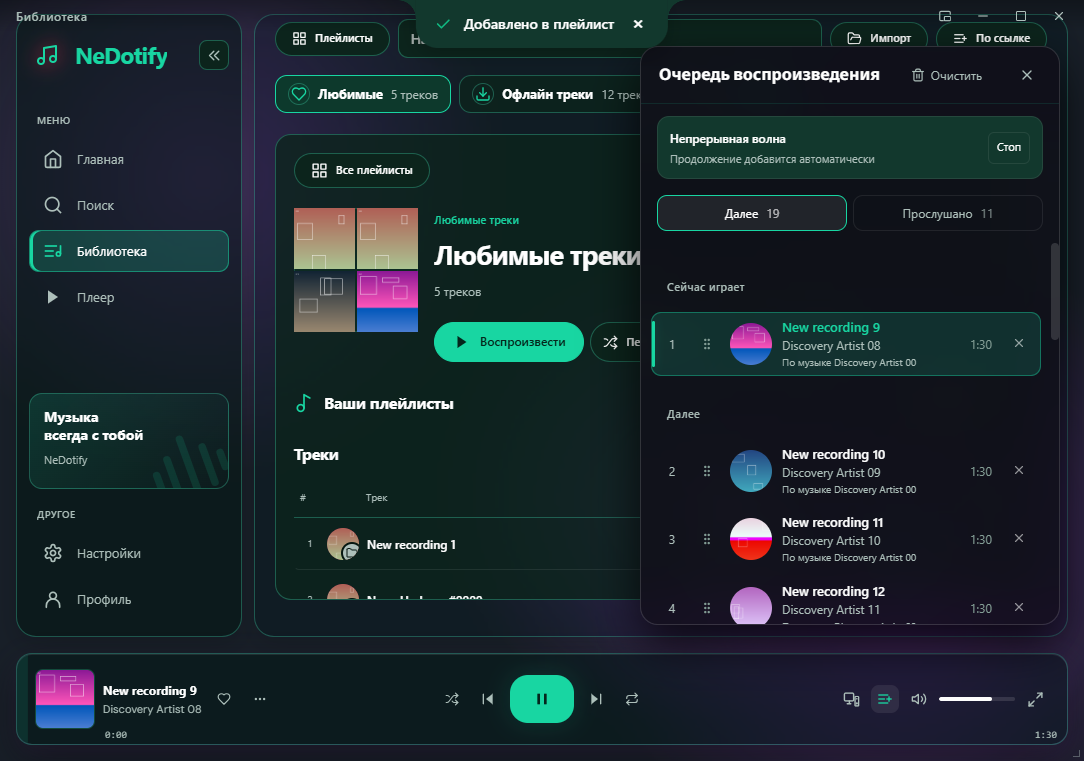 Библиотека
NeDotify
МЕНЮ
Главная
Поиск
Библиотека
Плеер
Музыка
всегда с тобой
NeDotify
ДРУГОЕ
Настройки
Профиль
Плейлисты
Добавлено в плейлист
Импорт
По ссылке
Любимые 5 треков
Офлайн треки 12
Все плейлисты
Любимые треки
Любимые треки
5 треков
Воспроизвести
Ваши плейлисты
Треки
# Трек
1 New recording 1
Очередь воспроизведения
Очистить
Непрерывная волна
Продолжение добавится автоматически
Стоп
Далее 19
Прослушано 11
Сейчас играет
1 New recording 9 1:30
Discovery Artist 08
По музыке Discovery Artist 00
Далее
2 New recording 10 1:30
Discovery Artist 09
По музыке Discovery Artist 00
3 New recording 11 1:30
Discovery Artist 10
По музыке Discovery Artist 00
4 New recording 12 1:30
Discovery Artist 11
New recording 9
Discovery Artist 08
0:00
1:30